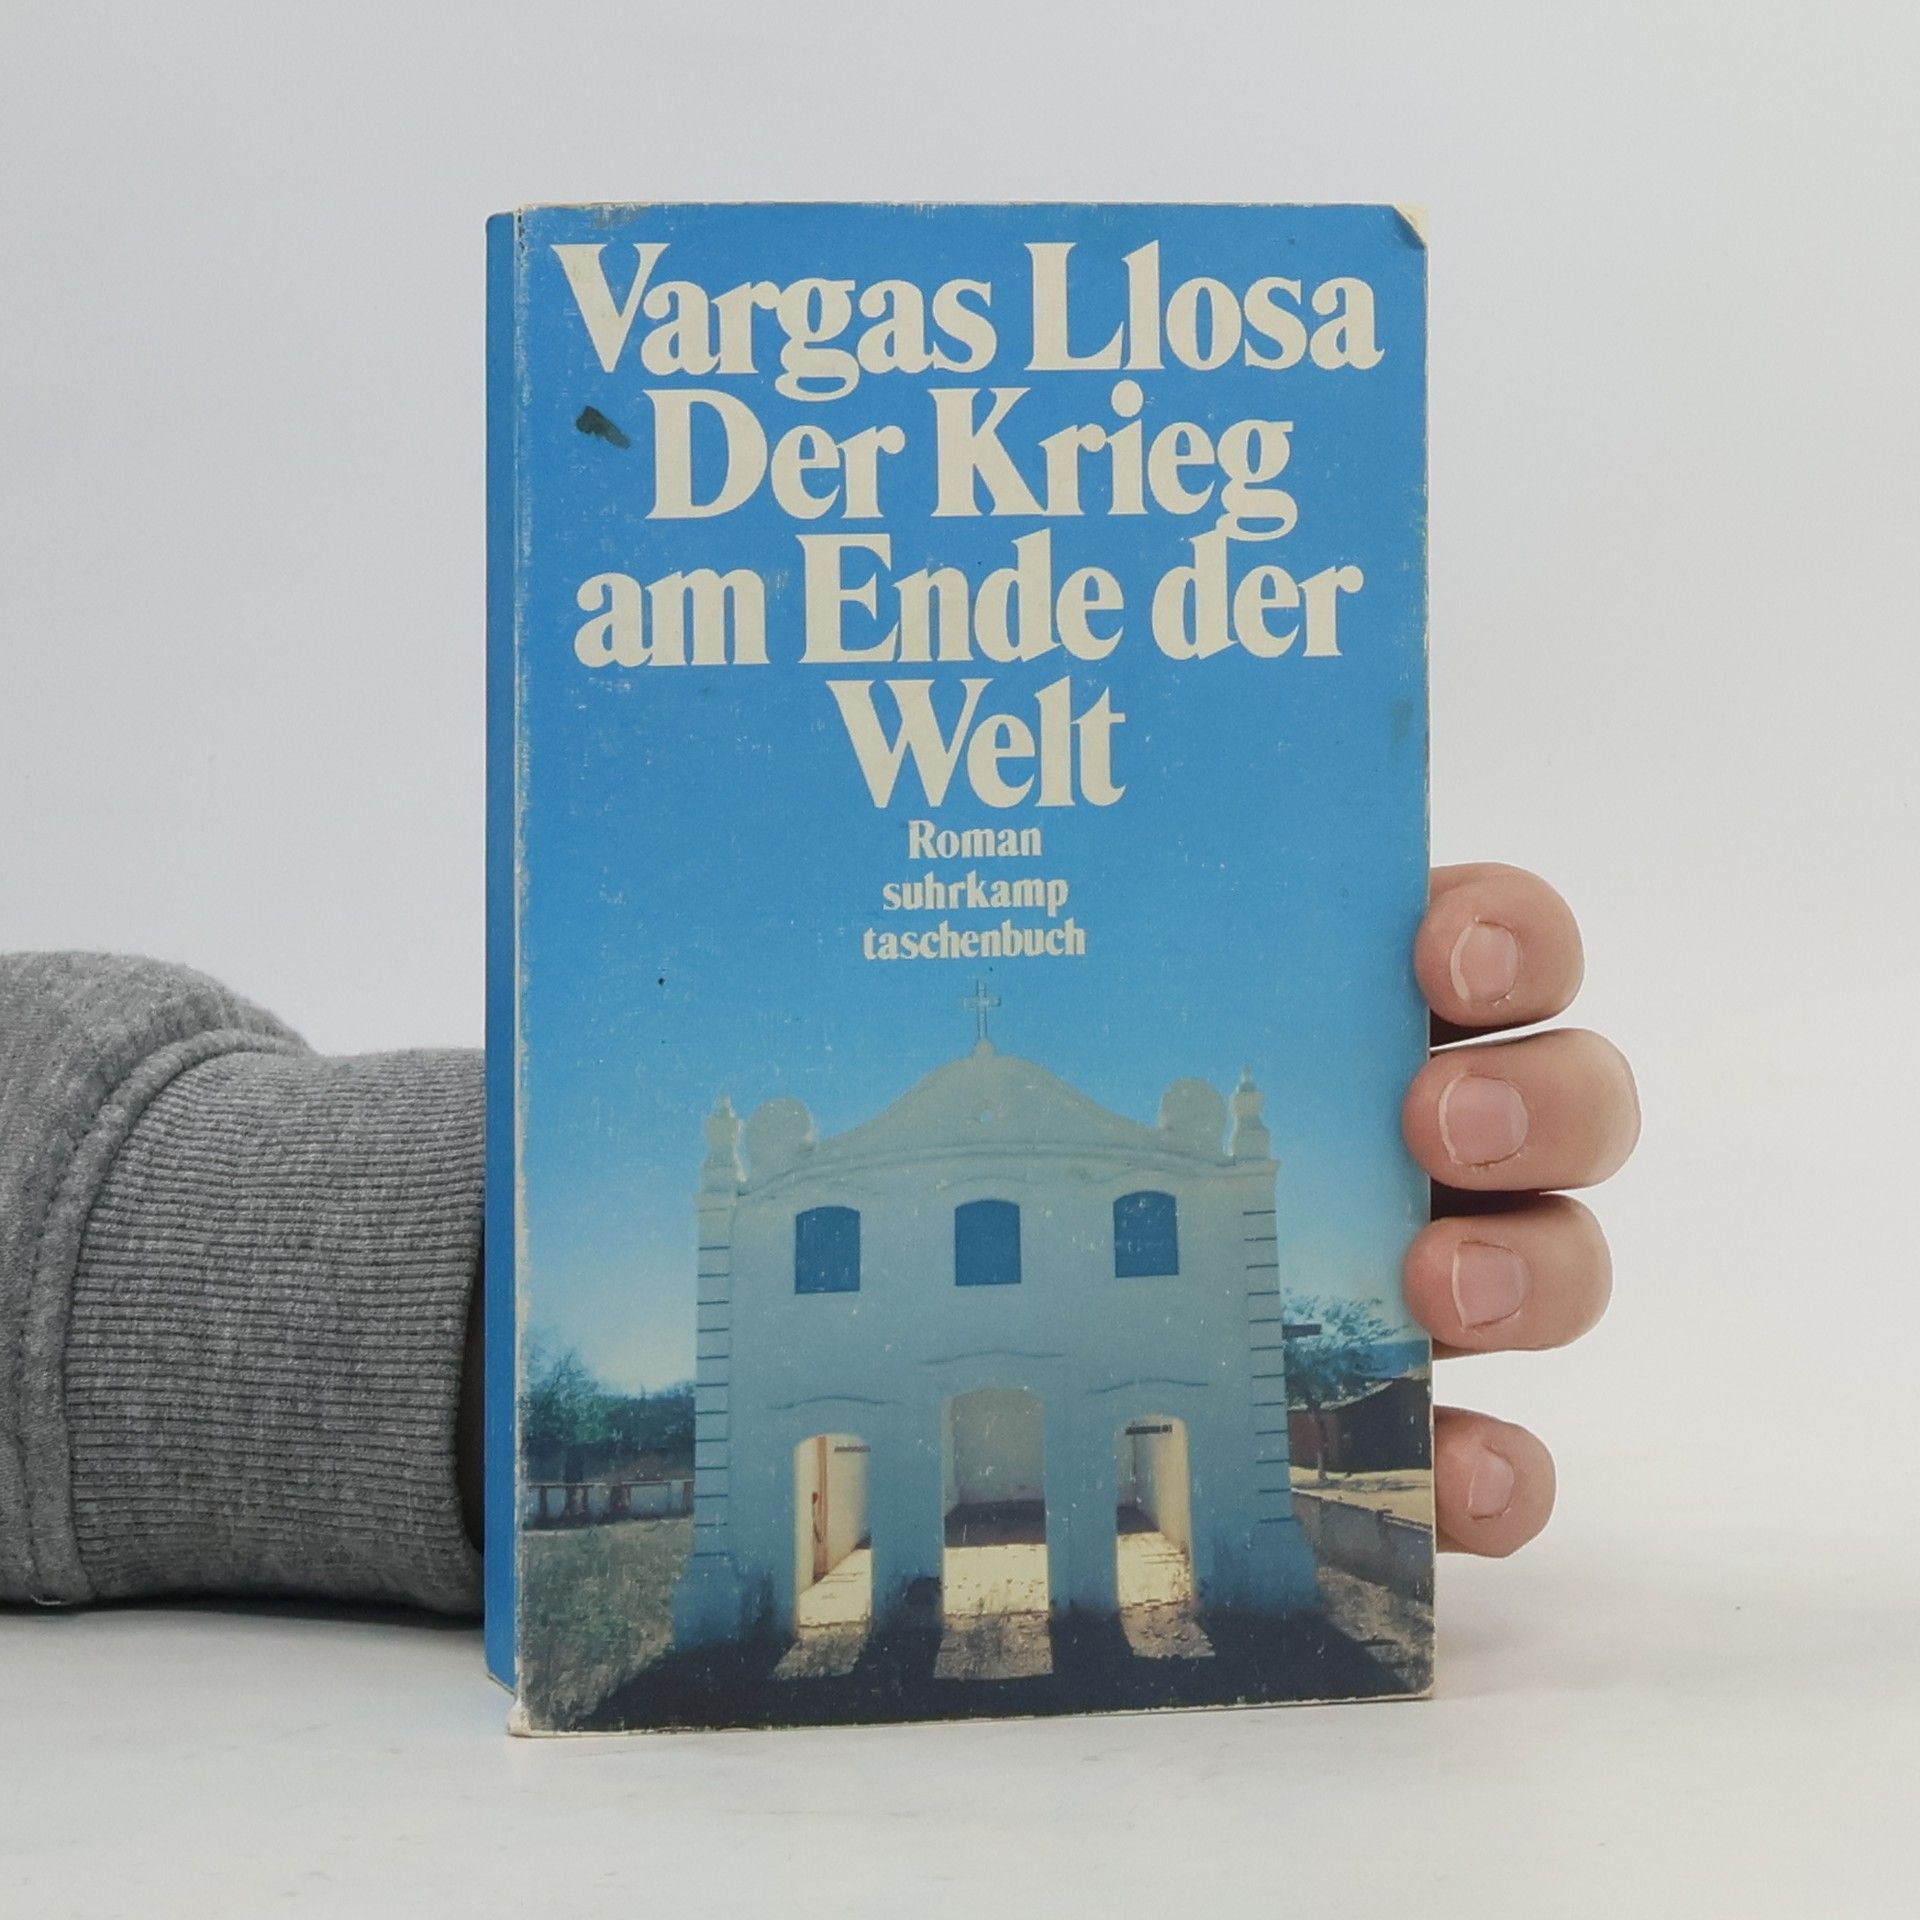 Vargas Llosa
Der Krieg
am Ende der
Welt
Roman
suhrkamp
taschenbuch